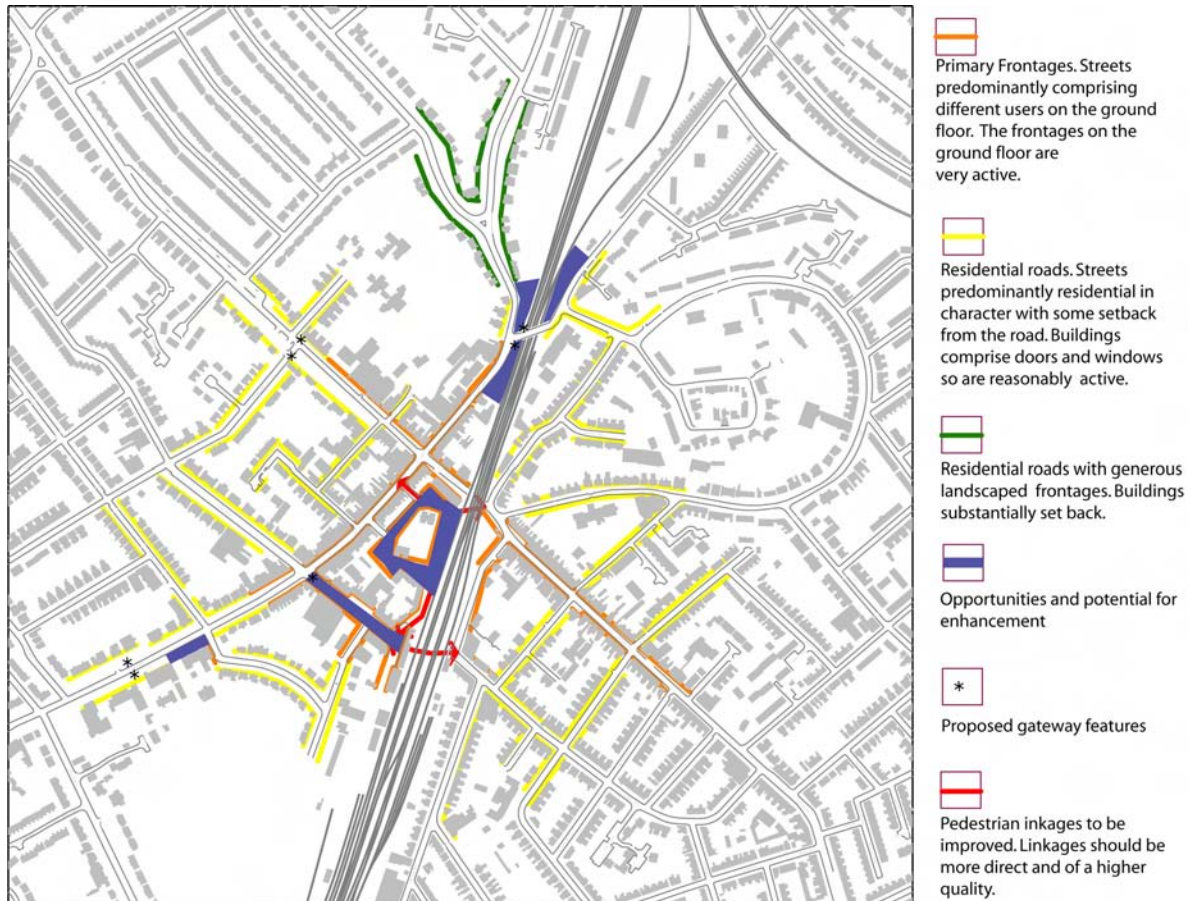 Primary Frontages. Streets
predominantly comprising
different users on the ground
floor. The frontages on the
ground floor are
very active.
Residential roads. Streets
predominantly residential in
character with some setback
from the road. Buildings
comprise doors and windows
so are reasonably active.
Residential roads with generous
landscaped frontages. Buildings
substantially set back.
Opportunities and potential for
enhancement
Proposed gateway features
Pedestrian inkages to be
improved. Linkages should be
more direct and of a higher
quality.